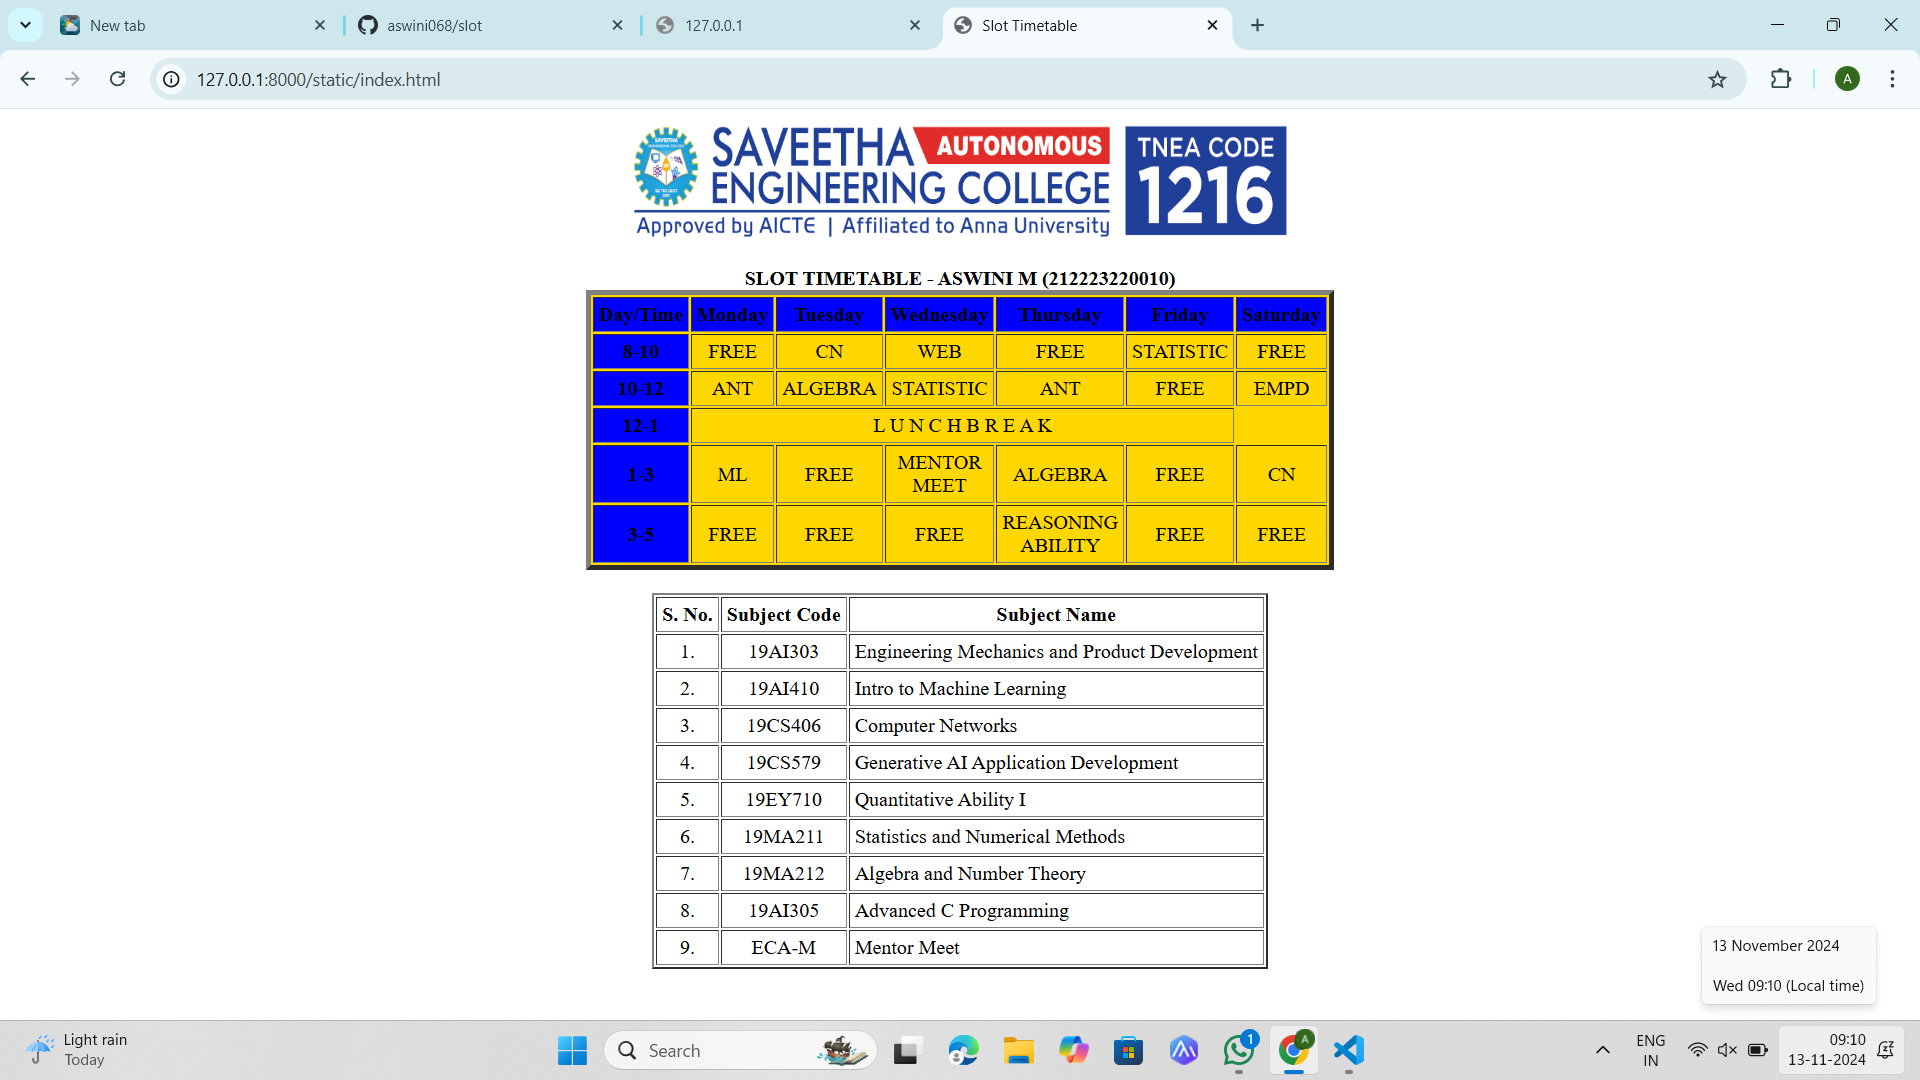 New tab
aswini068/slot
127.0.0.1
Slot Timetable
127.0.0.1:8000/static/index.html
A
SAVEETHA AUTONOMOUS
ENGINEERING COLLEGE
Approved by AICTE | Affiliated to Anna University
TNEA CODE
1216
SLOT TIMETABLE - ASWINI M (212223220010)
Day/Time Monday Tuesday Wednesday Thursday Friday Saturday
8-10 FREE CN WEB FREE STATISTIC FREE
10-12 ANT ALGEBRA STATISTIC ANT FREE EMPD
12-1 L U N C H B R E A K
1-3 ML FREE MENTOR MEET ALGEBRA FREE CN
3-5 FREE FREE FREE REASONING ABILITY FREE FREE
S. No. Subject Code Subject Name
1. 19AI303 Engineering Mechanics and Product Development
2. 19AI410 Intro to Machine Learning
3. 19CS406 Computer Networks
4. 19CS579 Generative AI Application Development
5. 19EY710 Quantitative Ability I
6. 19MA211 Statistics and Numerical Methods
7. 19MA212 Algebra and Number Theory
8. 19AI305 Advanced C Programming
9. ECA-M Mentor Meet
13 November 2024
Wed 09:10 (Local time)
Light rain
Today
Search
1
A
ENG
IN
09:10
13-11-2024